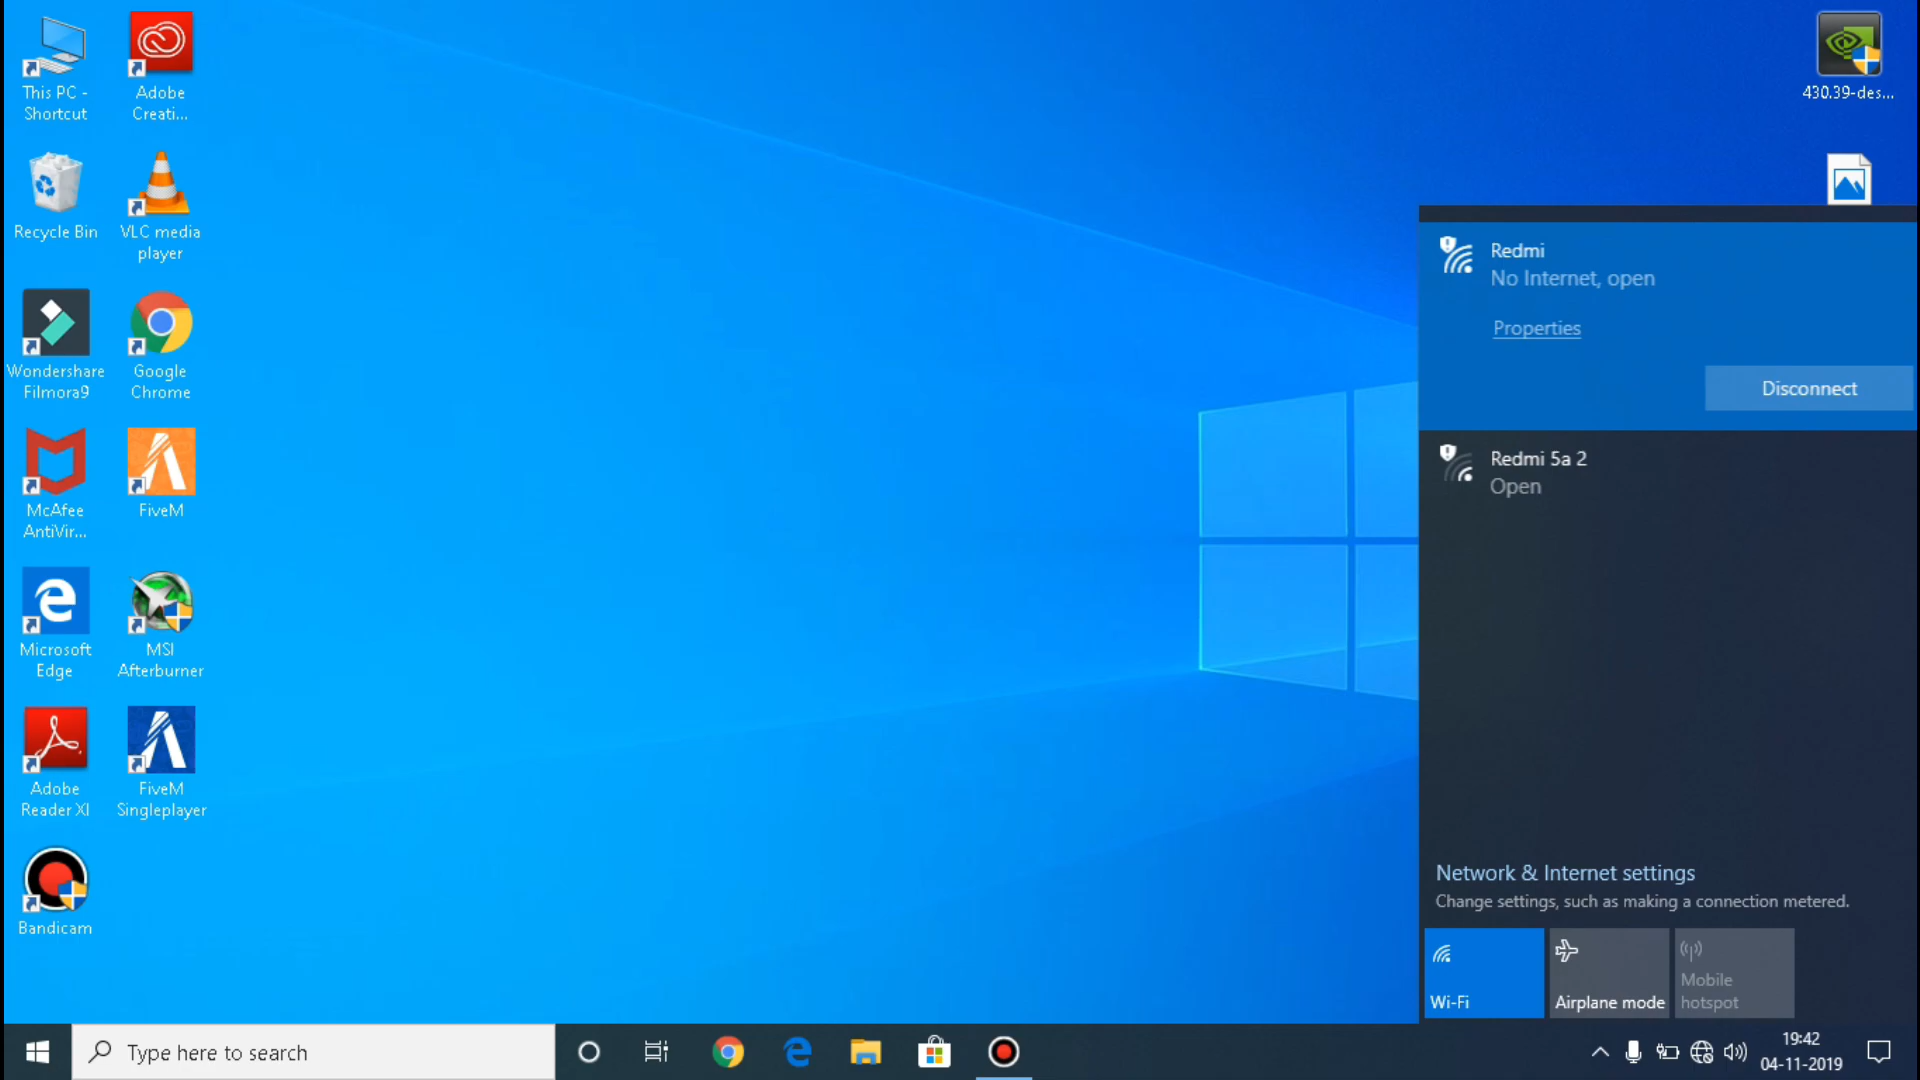 This PC -
Shortcut
Adobe
Creati...
Recycle Bin
VLC media
player
Wondershare
Filmora9
Google
Chrome
McAfee
AntiVir...
FiveM
Microsoft
Edge
MSI
Afterburner
Adobe
Reader XI
FiveM
Singleplayer
Bandicam
430.39-des...
Redmi
No Internet, open
Properties
Disconnect
Redmi 5a 2
Open
Network & Internet settings
Change settings, such as making a connection metered.
Wi-Fi
Airplane mode
Mobile
hotspot
Type here to search
19:42
04-11-2019